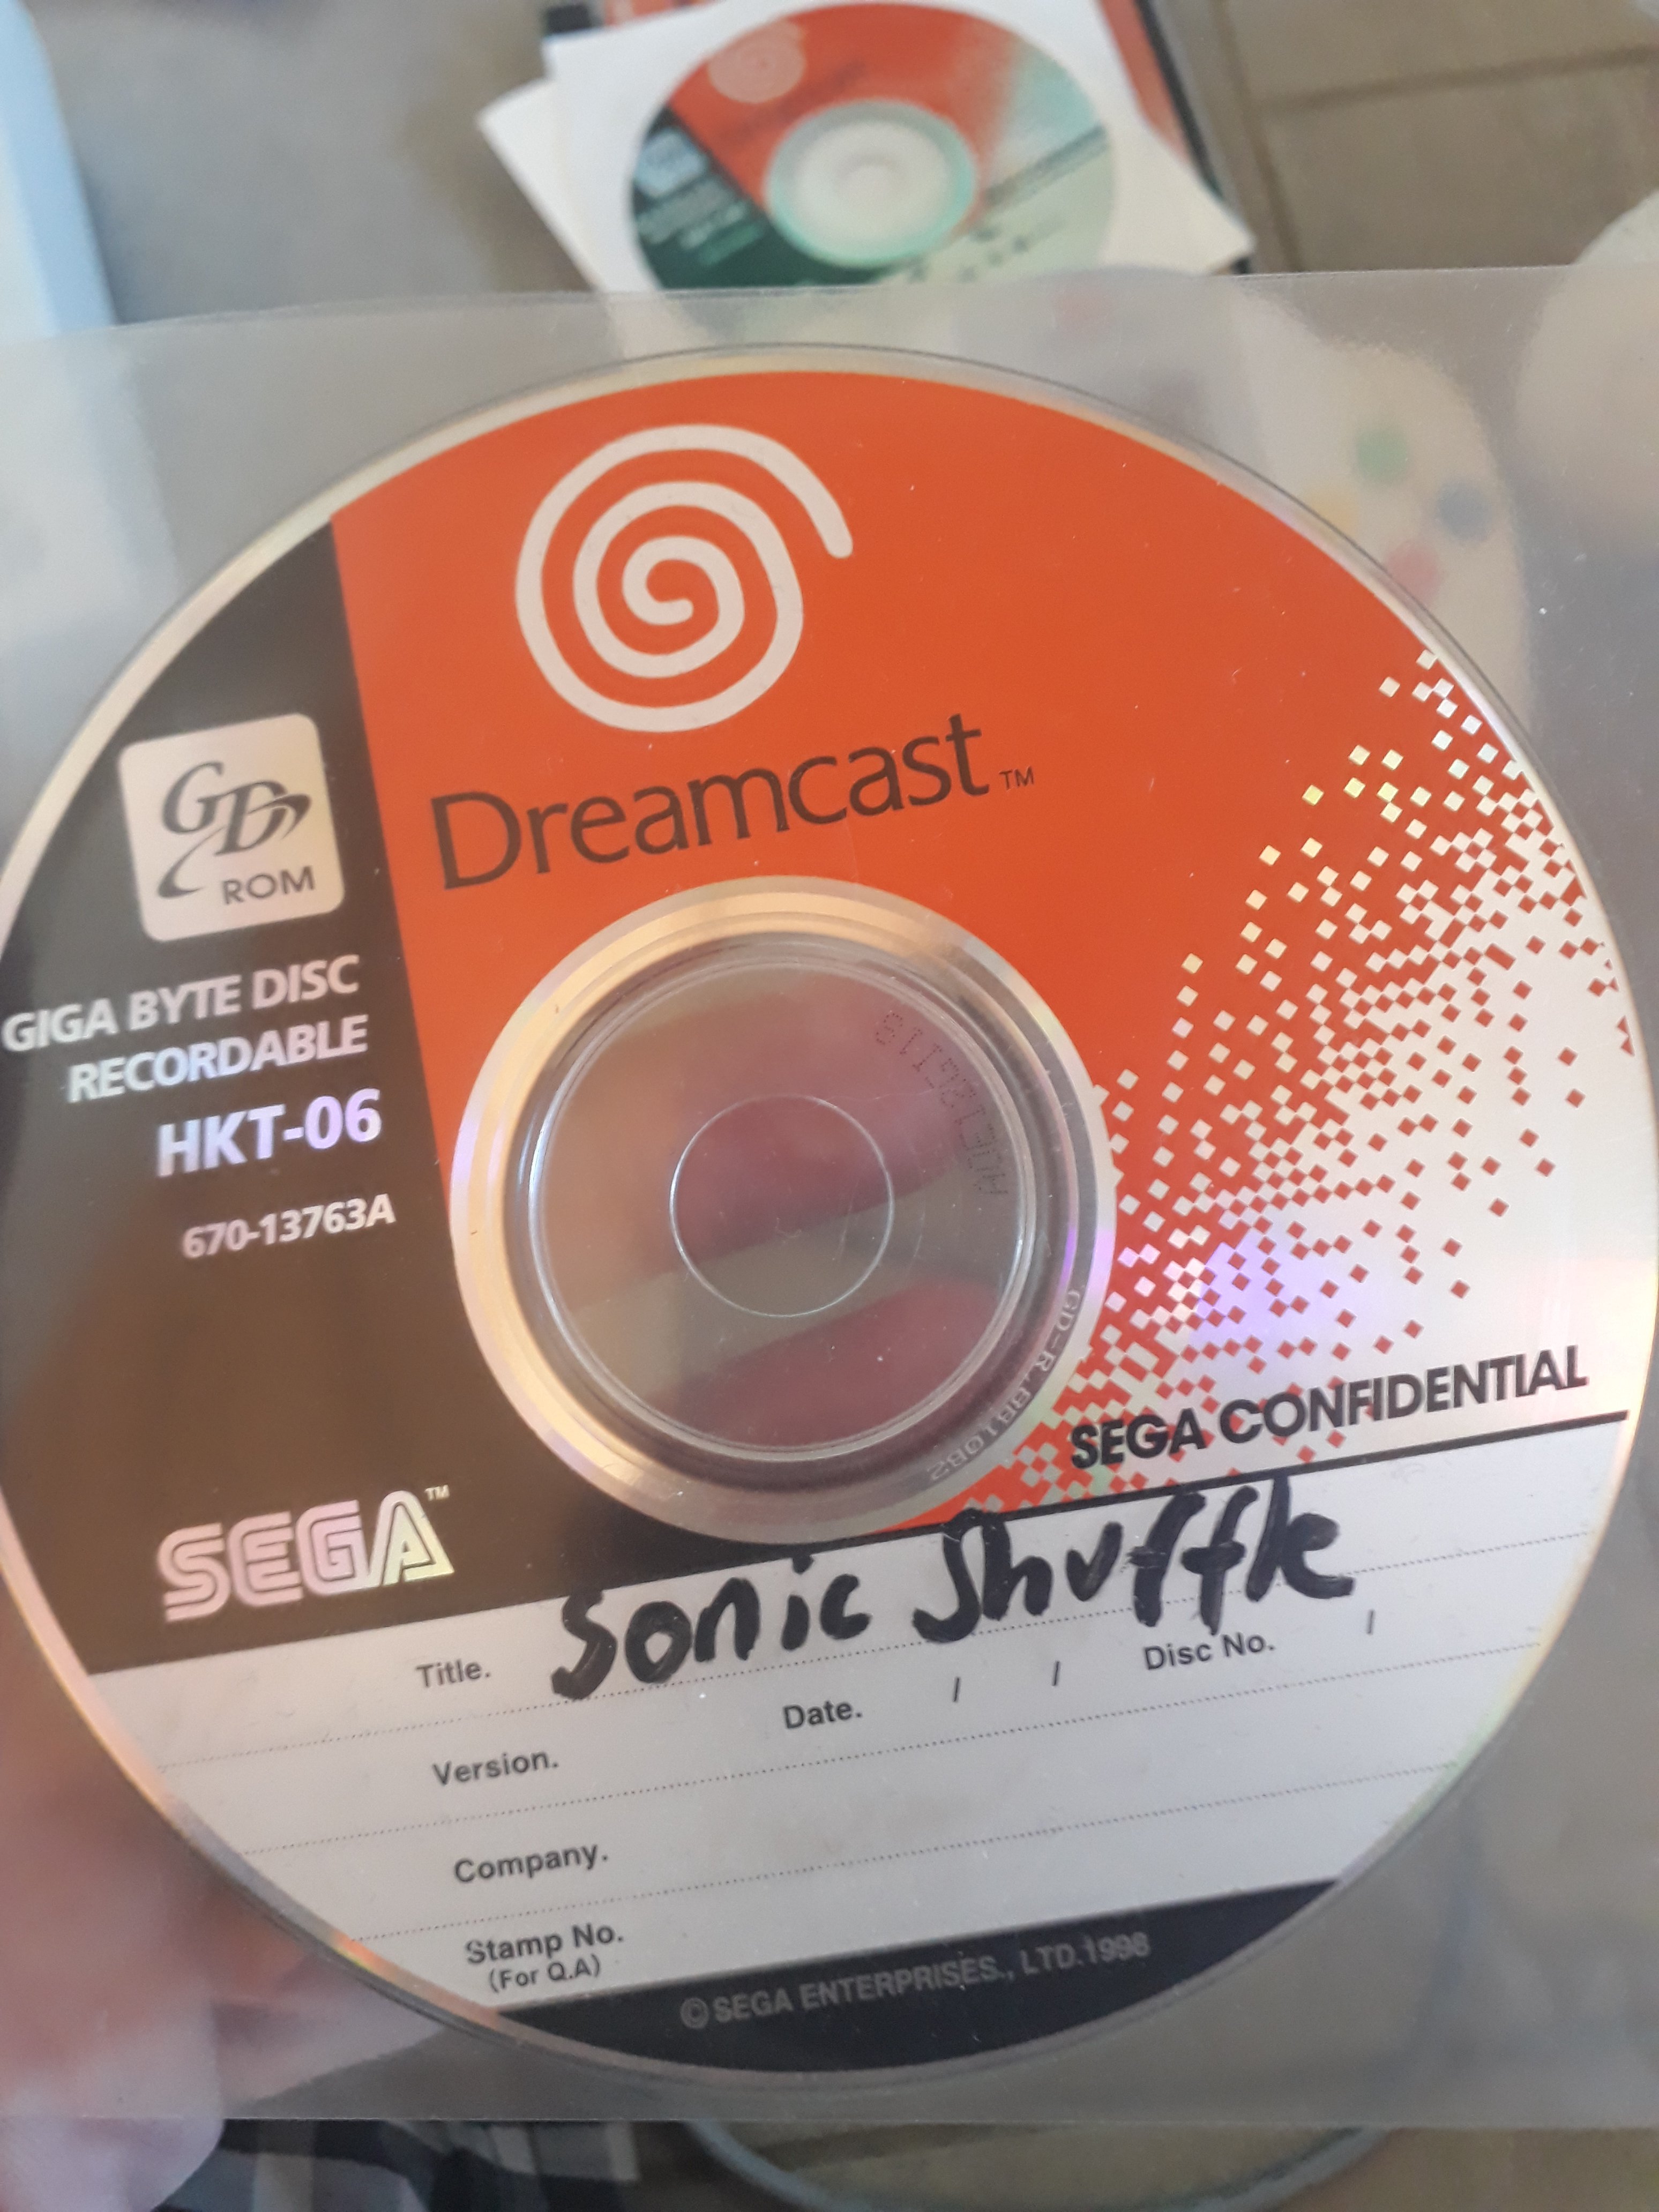 Dreamcast™
GD
ROM
GIGA BYTE DISC
RECORDABLE
HKT-06
670-13763A
SEGA CONFIDENTIAL
SEGA™
Title. Sonic Shuffle
Version. Date. / / Disc No. /
Company.
Stamp No.
(For Q.A)
©SEGA ENTERPRISES., LTD.1998